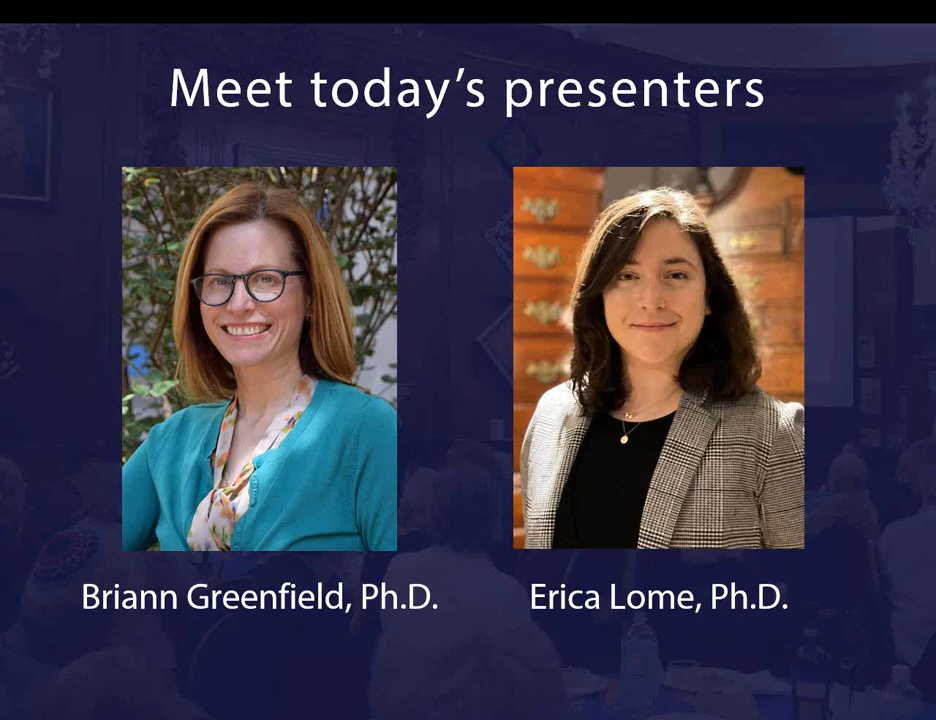 Meet today’s presenters
Briann Greenfield, Ph.D.
Erica Lome, Ph.D.